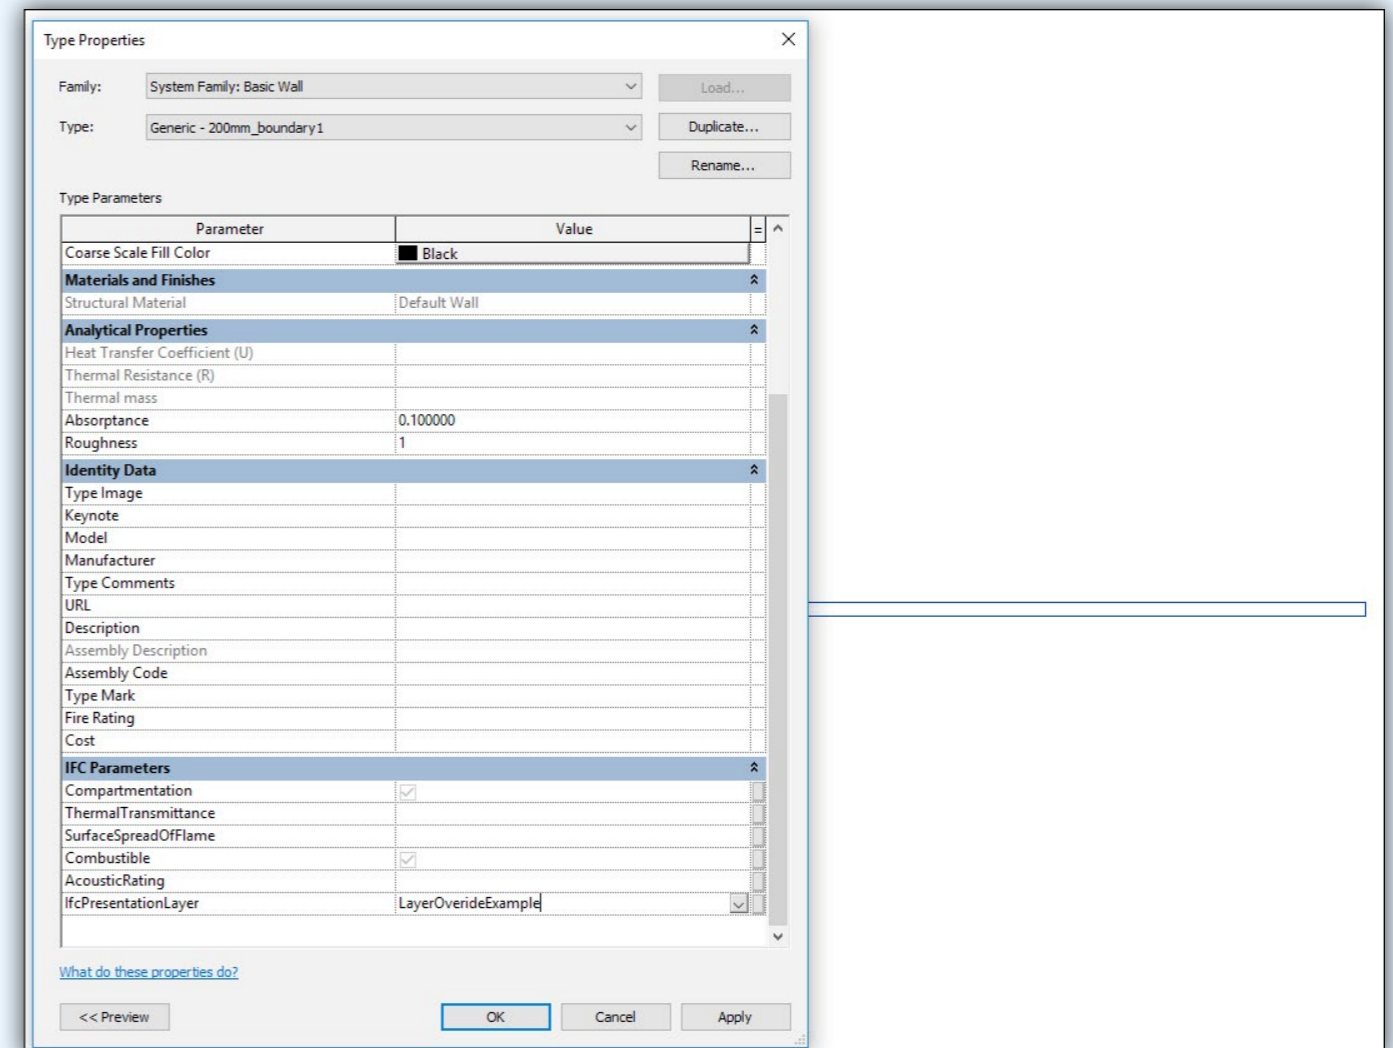 Type Properties
Family: System Family: Basic Wall Load...
Type: Generic - 200mm_boundary1 Duplicate...
Rename...
Type Parameters
Parameter Value =
Coarse Scale Fill Color Black
Materials and Finishes
Structural Material Default Wall
Analytical Properties
Heat Transfer Coefficient (U)
Thermal Resistance (R)
Thermal mass
Absorptance 0.100000
Roughness 1
Identity Data
Type Image
Keynote
Model
Manufacturer
Type Comments
URL
Description
Assembly Description
Assembly Code
Type Mark
Fire Rating
Cost
IFC Parameters
Compartmentation
ThermalTransmittance
SurfaceSpreadOfFlame
Combustible
AcousticRating
IfcPresentationLayer LayerOverideExample
What do these properties do?
<< Preview OK Cancel Apply